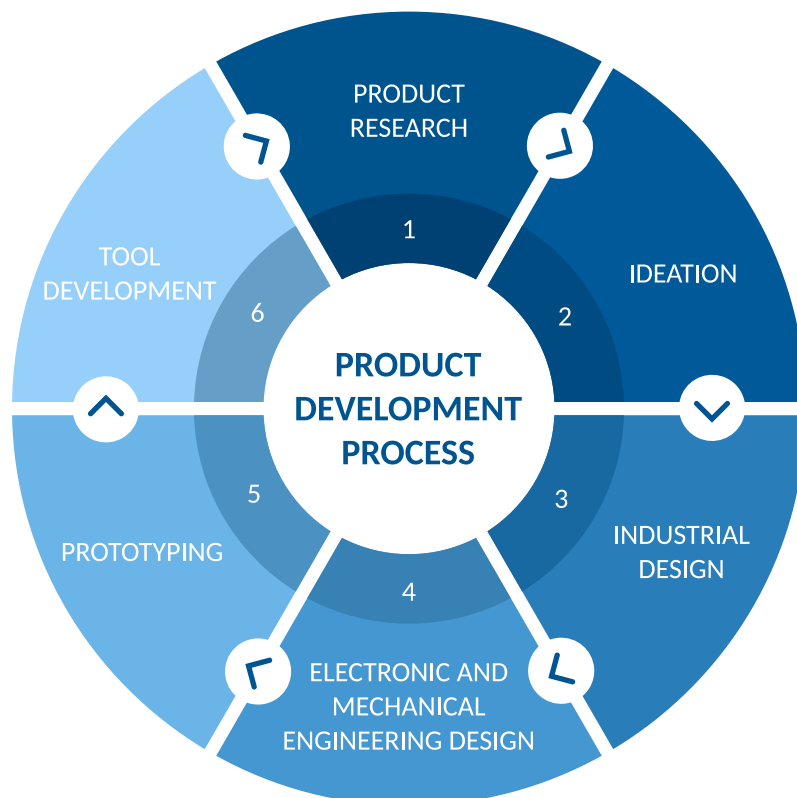 PRODUCT
DEVELOPMENT
PROCESS
PRODUCT
RESEARCH
1
IDEATION
2
INDUSTRIAL
DESIGN
3
ELECTRONIC AND
MECHANICAL
ENGINEERING DESIGN
4
PROTOTYPING
5
TOOL
DEVELOPMENT
6